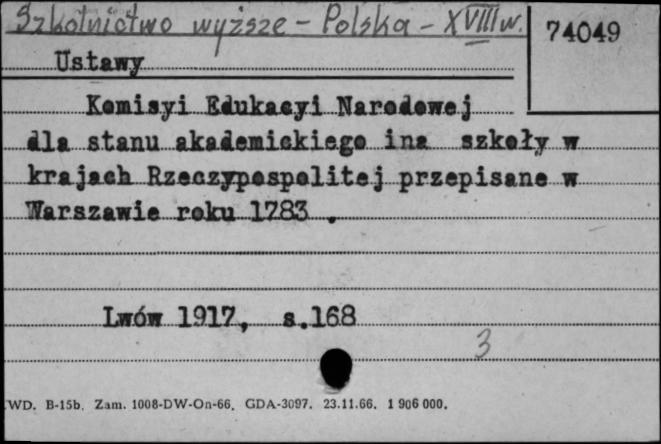 Szkolnictwo wyższe - Polska - XVIII w.
74049
Ustawy
Komisyi Edukacyi Narodowej
dla stanu akademickiego ina szkoły w
krajach Rzeczypospolitej przepisane w
Warszawie roku 1783 .
Lwów 1917, s.168
3
WD. B-15b. Zam. 1008-DW-On-66. GDA-3097. 23.11.66. 1 906 000.